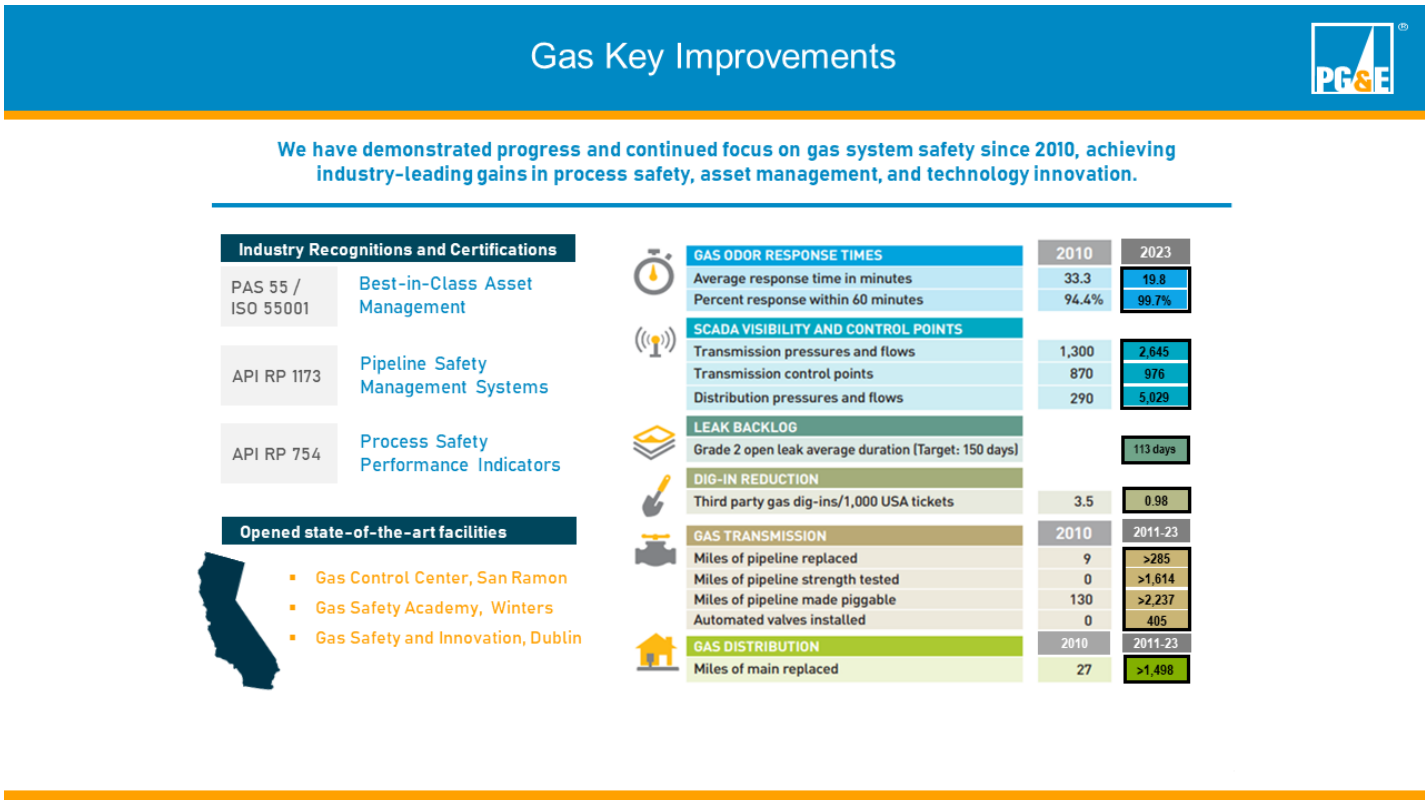 Gas Key Improvements
PG&E
®
We have demonstrated progress and continued focus on gas system safety since 2010, achieving
industry-leading gains in process safety, asset management, and technology innovation.
Industry Recognitions and Certifications
PAS 55 /
ISO 55001
Best-in-Class Asset
Management
API RP 1173
Pipeline Safety
Management Systems
API RP 754
Process Safety
Performance Indicators
Opened state-of-the-art facilities
▪ Gas Control Center, San Ramon
▪ Gas Safety Academy, Winters
▪ Gas Safety and Innovation, Dublin
GAS ODOR RESPONSE TIMES 2010 2023
Average response time in minutes 33.3 19.8
Percent response within 60 minutes 94.4% 99.7%
SCADA VISIBILITY AND CONTROL POINTS
Transmission pressures and flows 1,300 2,645
Transmission control points 870 976
Distribution pressures and flows 290 5,029
LEAK BACKLOG
Grade 2 open leak average duration (Target: 150 days) 113 days
DIG-IN REDUCTION
Third party gas dig-ins/1,000 USA tickets 3.5 0.98
GAS TRANSMISSION 2010 2011-23
Miles of pipeline replaced 9 >285
Miles of pipeline strength tested 0 >1,614
Miles of pipeline made piggable 130 >2,237
Automated valves installed 0 405
GAS DISTRIBUTION 2010 2011-23
Miles of main replaced 27 >1,498